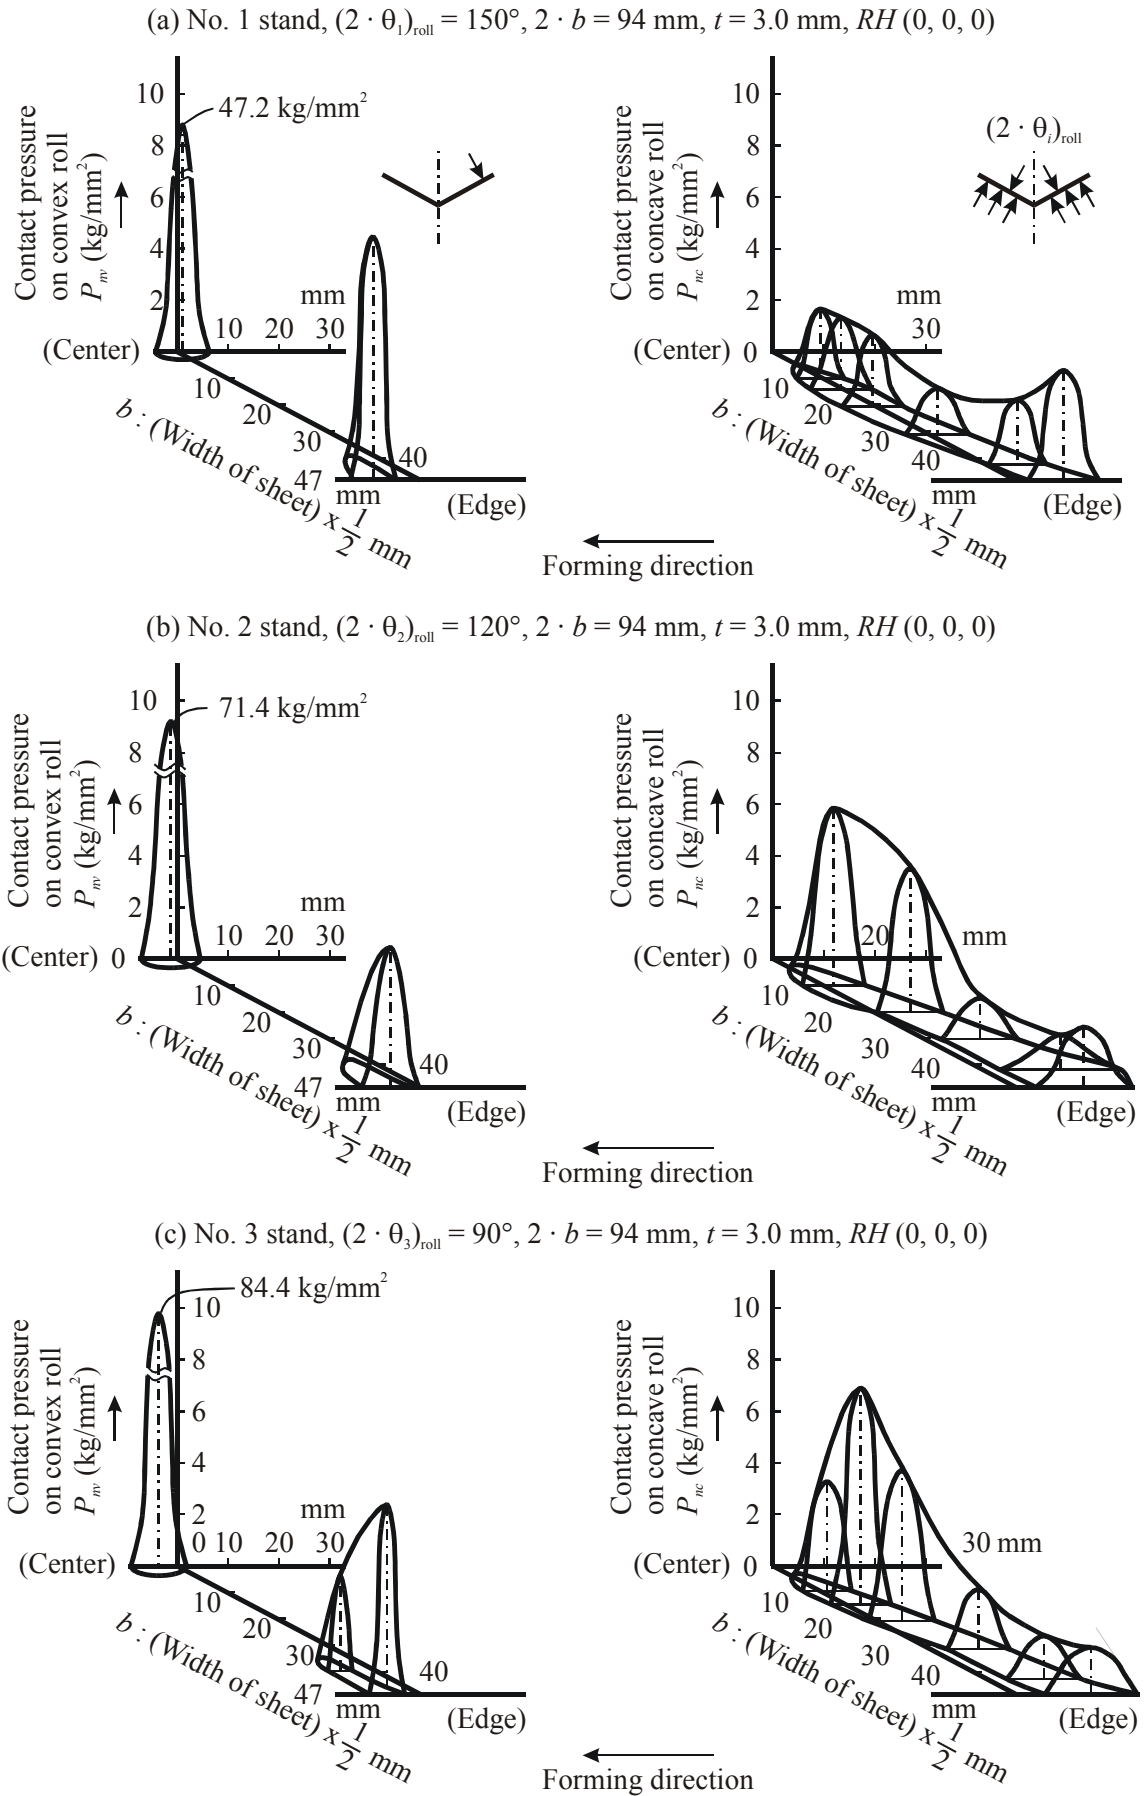 (a) No. 1 stand, (2 · θ₁)roll = 150°, 2 · b = 94 mm, t = 3.0 mm, RH (0, 0, 0)
Contact pressure
on convex roll
Pnv (kg/mm²)
10
8
6
4
2
47.2 kg/mm²
mm
10 20 30
(Center)
10
20
30
40
47
mm
(Edge)
b : (Width of sheet) x 1/2 mm
Contact pressure
on concave roll
Pnc (kg/mm²)
10
8
6
4
2
(2 · θi)roll
mm
30
(Center) 0
10
20
30
40
mm
(Edge)
b : (Width of sheet) x 1/2 mm
Forming direction
(b) No. 2 stand, (2 · θ₂)roll = 120°, 2 · b = 94 mm, t = 3.0 mm, RH (0, 0, 0)
Contact pressure
on convex roll
Pnv (kg/mm²)
10
8
6
4
2
71.4 kg/mm²
mm
10 20 30
(Center) 0
10
20
30
40
47
mm
(Edge)
b : (Width of sheet) x 1/2 mm
Contact pressure
on concave roll
Pnc (kg/mm²)
10
8
6
4
2
20
mm
(Center) 0
10
20
30
40
mm
(Edge)
b : (Width of sheet) x 1/2 mm
Forming direction
(c) No. 3 stand, (2 · θ₃)roll = 90°, 2 · b = 94 mm, t = 3.0 mm, RH (0, 0, 0)
Contact pressure
on convex roll
Pnv (kg/mm²)
84.4 kg/mm²
10
8
6
4
2
mm
0 10 20 30
(Center)
10
20
30
40
47
mm
(Edge)
b : (Width of sheet) x 1/2 mm
Contact pressure
on concave roll
Pnc (kg/mm²)
10
8
6
4
2
30 mm
(Center) 0
10
20
30
40
mm
(Edge)
b : (Width of sheet) x 1/2 mm
Forming direction